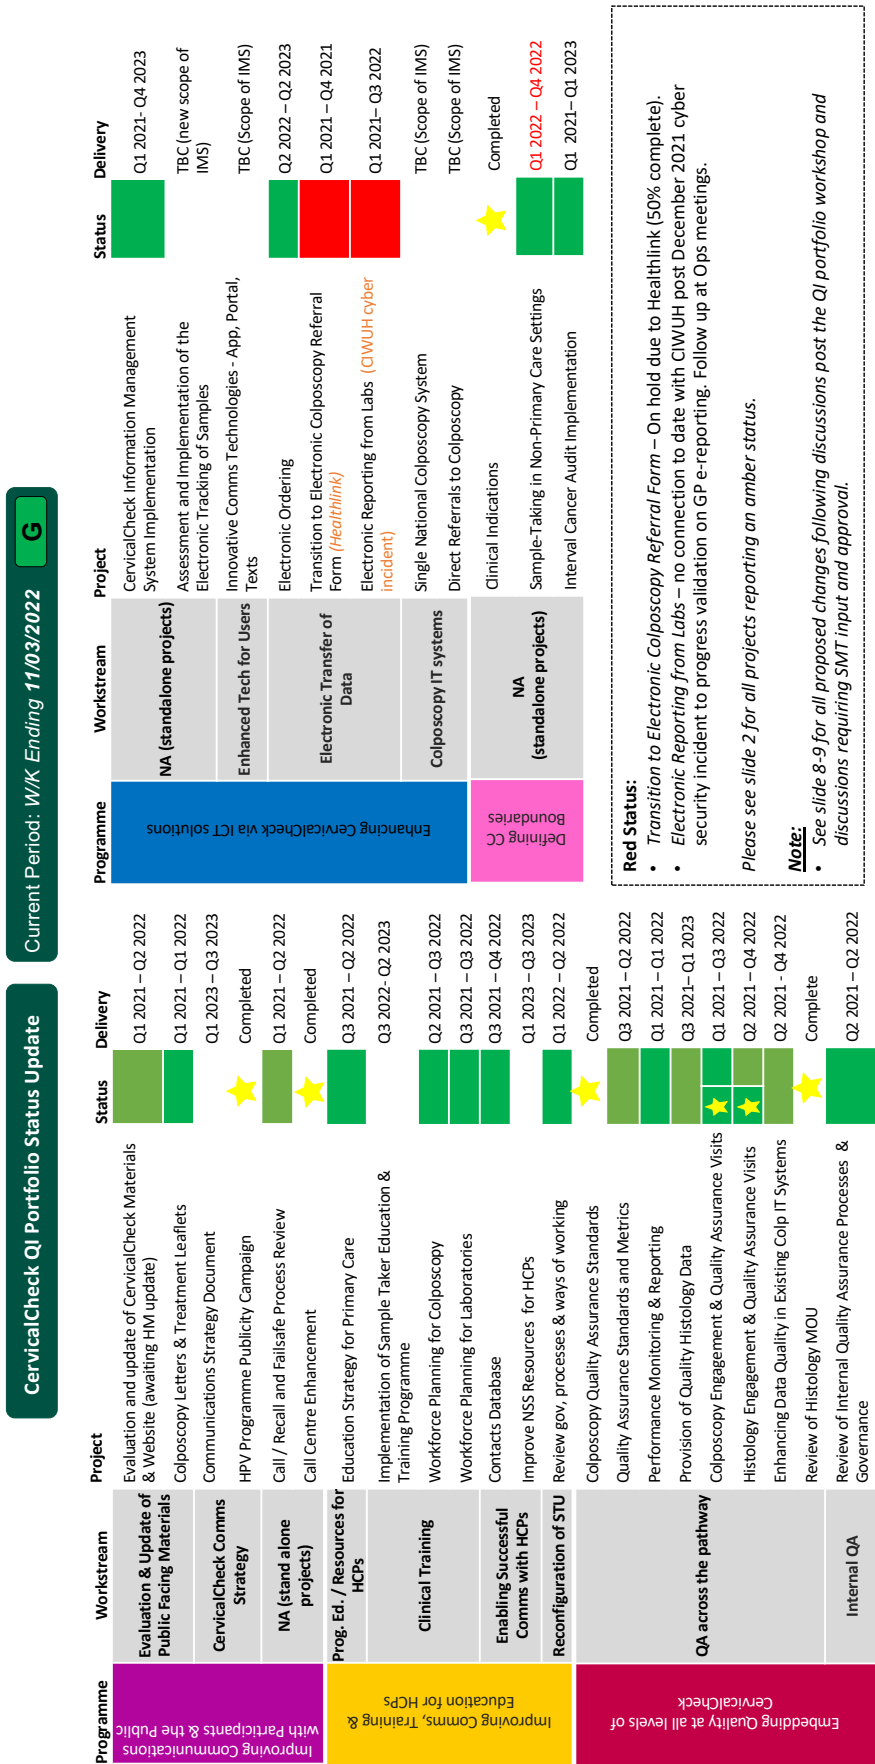 CervicalCheck QI Portfolio Status Update
Current Period: W/K Ending 11/03/2022
G
Programme
Workstream
Project
Status
Delivery
Improving Communications
with Participants & the Public
Evaluation & Update of
Public Facing Materials
Evaluation and update of CervicalCheck Materials
& Website (awaiting HM update)
Q1 2021 – Q2 2022
Colposcopy Letters & Treatment Leaflets
Q1 2021 – Q1 2022
CervicalCheck Comms
Strategy
Communications Strategy Document
Q1 2023 – Q3 2023
HPV Programme Publicity Campaign
Completed
NA (stand alone
projects)
Call / Recall and Failsafe Process Review
Q1 2021 – Q2 2022
Call Centre Enhancement
Completed
Improving Comms, Training &
Education for HCPs
Prog. Ed. / Resources for
HCPs
Education Strategy for Primary Care
Q3 2021 – Q2 2022
Clinical Training
Implementation of Sample Taker Education &
Training Programme
Q3 2022- Q2 2023
Workforce Planning for Colposcopy
Q2 2021 – Q3 2022
Workforce Planning for Laboratories
Q3 2021 – Q3 2022
Enabling Successful
Comms with HCPs
Contacts Database
Q3 2021 – Q4 2022
Improve NSS Resources for HCPs
Q1 2023 – Q3 2023
Reconfiguration of STU
Review gov, processes & ways of working
Q1 2022 – Q2 2022
Embedding Quality at all levels of
CervicalCheck
QA across the pathway
Colposcopy Quality Assurance Standards
Completed
Quality Assurance Standards and Metrics
Q3 2021 – Q2 2022
Performance Monitoring & Reporting
Q1 2021 – Q1 2022
Provision of Quality Histology Data
Q3 2021– Q1 2023
Colposcopy Engagement & Quality Assurance Visits
Q1 2021 – Q3 2022
Histology Engagement & Quality Assurance Visits
Q2 2021 – Q4 2022
Enhancing Data Quality in Existing Colp IT Systems
Q2 2021 - Q4 2022
Review of Histology MOU
Complete
Internal QA
Review of Internal Quality Assurance Processes &
Governance
Q2 2021 – Q2 2022
Programme
Workstream
Project
Status
Delivery
Enhancing CervicalCheck via ICT solutions
NA (standalone projects)
CervicalCheck Information Management
System Implementation
Q1 2021- Q4 2023
Assessment and Implementation of the
Electronic Tracking of Samples
TBC (new scope of
IMS)
Enhanced Tech for Users
Innovative Comms Technologies - App, Portal,
Texts
TBC (Scope of IMS)
Electronic Transfer of
Data
Electronic Ordering
Q2 2022 – Q2 2023
Transition to Electronic Colposcopy Referral
Form (Healthlink)
Q1 2021 – Q4 2021
Electronic Reporting from Labs (CIWUH cyber
incident)
Q1 2021– Q3 2022
Colposcopy IT systems
Single National Colposcopy System
TBC (Scope of IMS)
Direct Referrals to Colposcopy
TBC (Scope of IMS)
Defining CC
Boundaries
NA
(standalone projects)
Clinical Indications
Completed
Sample-Taking in Non-Primary Care Settings
Q1 2022 – Q4 2022
Interval Cancer Audit Implementation
Q1 2021– Q1 2023
Red Status:
• Transition to Electronic Colposcopy Referral Form – On hold due to Healthlink (50% complete).
• Electronic Reporting from Labs – no connection to date with CIWUH post December 2021 cyber
security incident to progress validation on GP e-reporting. Follow up at Ops meetings.
Please see slide 2 for all projects reporting an amber status.
Note:
• See slide 8-9 for all proposed changes following discussions post the QI portfolio workshop and
discussions requiring SMT input and approval.